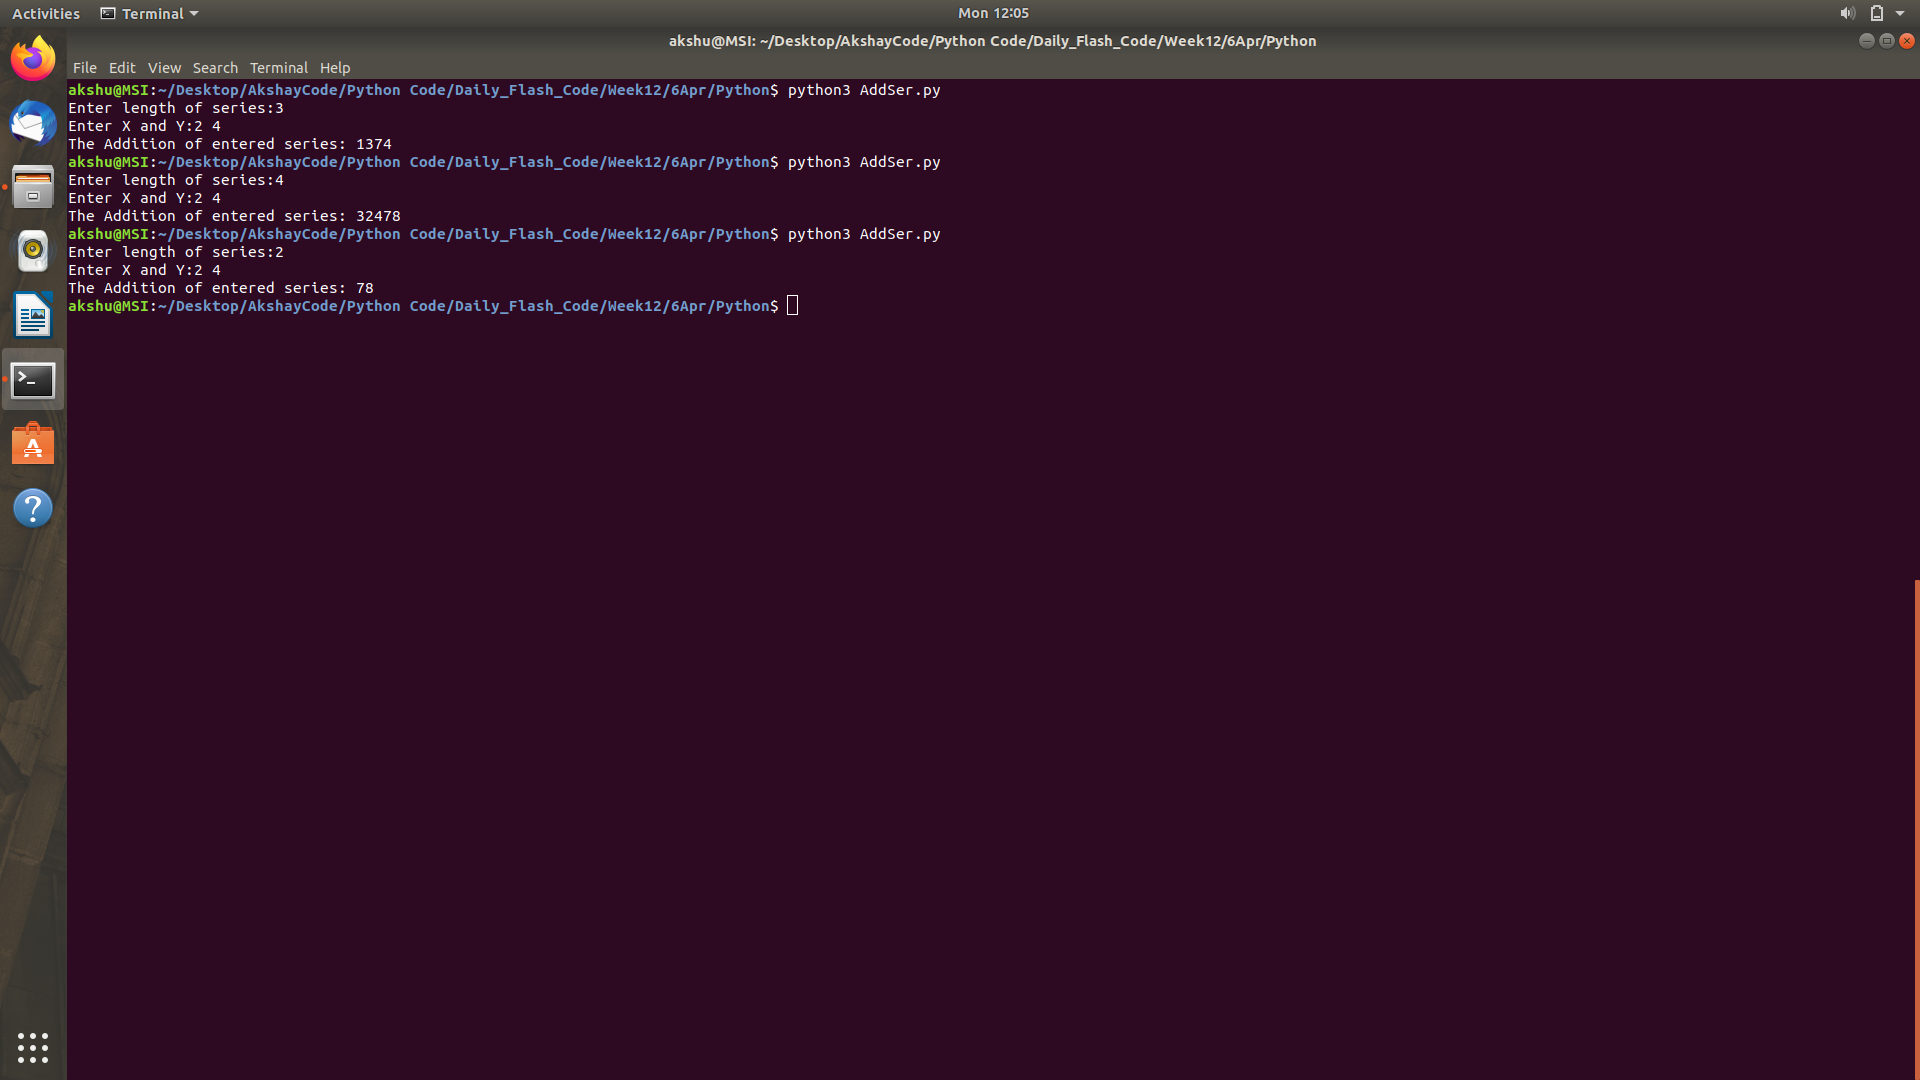 Activities Terminal Mon 12:05
akshu@MSI: ~/Desktop/AkshayCode/Python Code/Daily_Flash_Code/Week12/6Apr/Python
File Edit View Search Terminal Help
akshu@MSI:~/Desktop/AkshayCode/Python Code/Daily_Flash_Code/Week12/6Apr/Python$ python3 AddSer.py
Enter length of series:3
Enter X and Y:2 4
The Addition of entered series: 1374
akshu@MSI:~/Desktop/AkshayCode/Python Code/Daily_Flash_Code/Week12/6Apr/Python$ python3 AddSer.py
Enter length of series:4
Enter X and Y:2 4
The Addition of entered series: 32478
akshu@MSI:~/Desktop/AkshayCode/Python Code/Daily_Flash_Code/Week12/6Apr/Python$ python3 AddSer.py
Enter length of series:2
Enter X and Y:2 4
The Addition of entered series: 78
akshu@MSI:~/Desktop/AkshayCode/Python Code/Daily_Flash_Code/Week12/6Apr/Python$